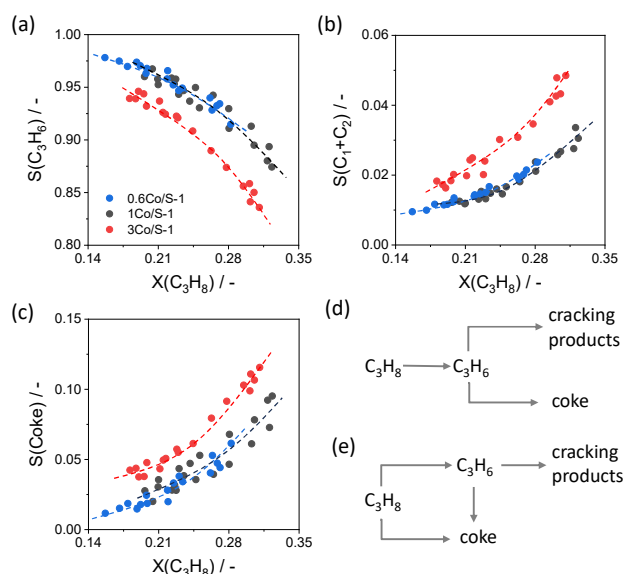 (a)
1.00
0.95
0.90
0.85
0.80
S(C₃H₆) / -
0.6Co/S-1
1Co/S-1
3Co/S-1
0.14 0.21 0.28 0.35
X(C₃H₈) / -
(b)
0.06
0.04
0.02
0.00
S(C₁+C₂) / -
0.14 0.21 0.28 0.35
X(C₃H₈) / -
(c)
0.15
0.10
0.05
0.00
S(Coke) / -
0.14 0.21 0.28 0.35
X(C₃H₈) / -
(d)
cracking
products
C₃H₈ C₃H₆
coke
(e)
C₃H₆ cracking
products
C₃H₈
coke